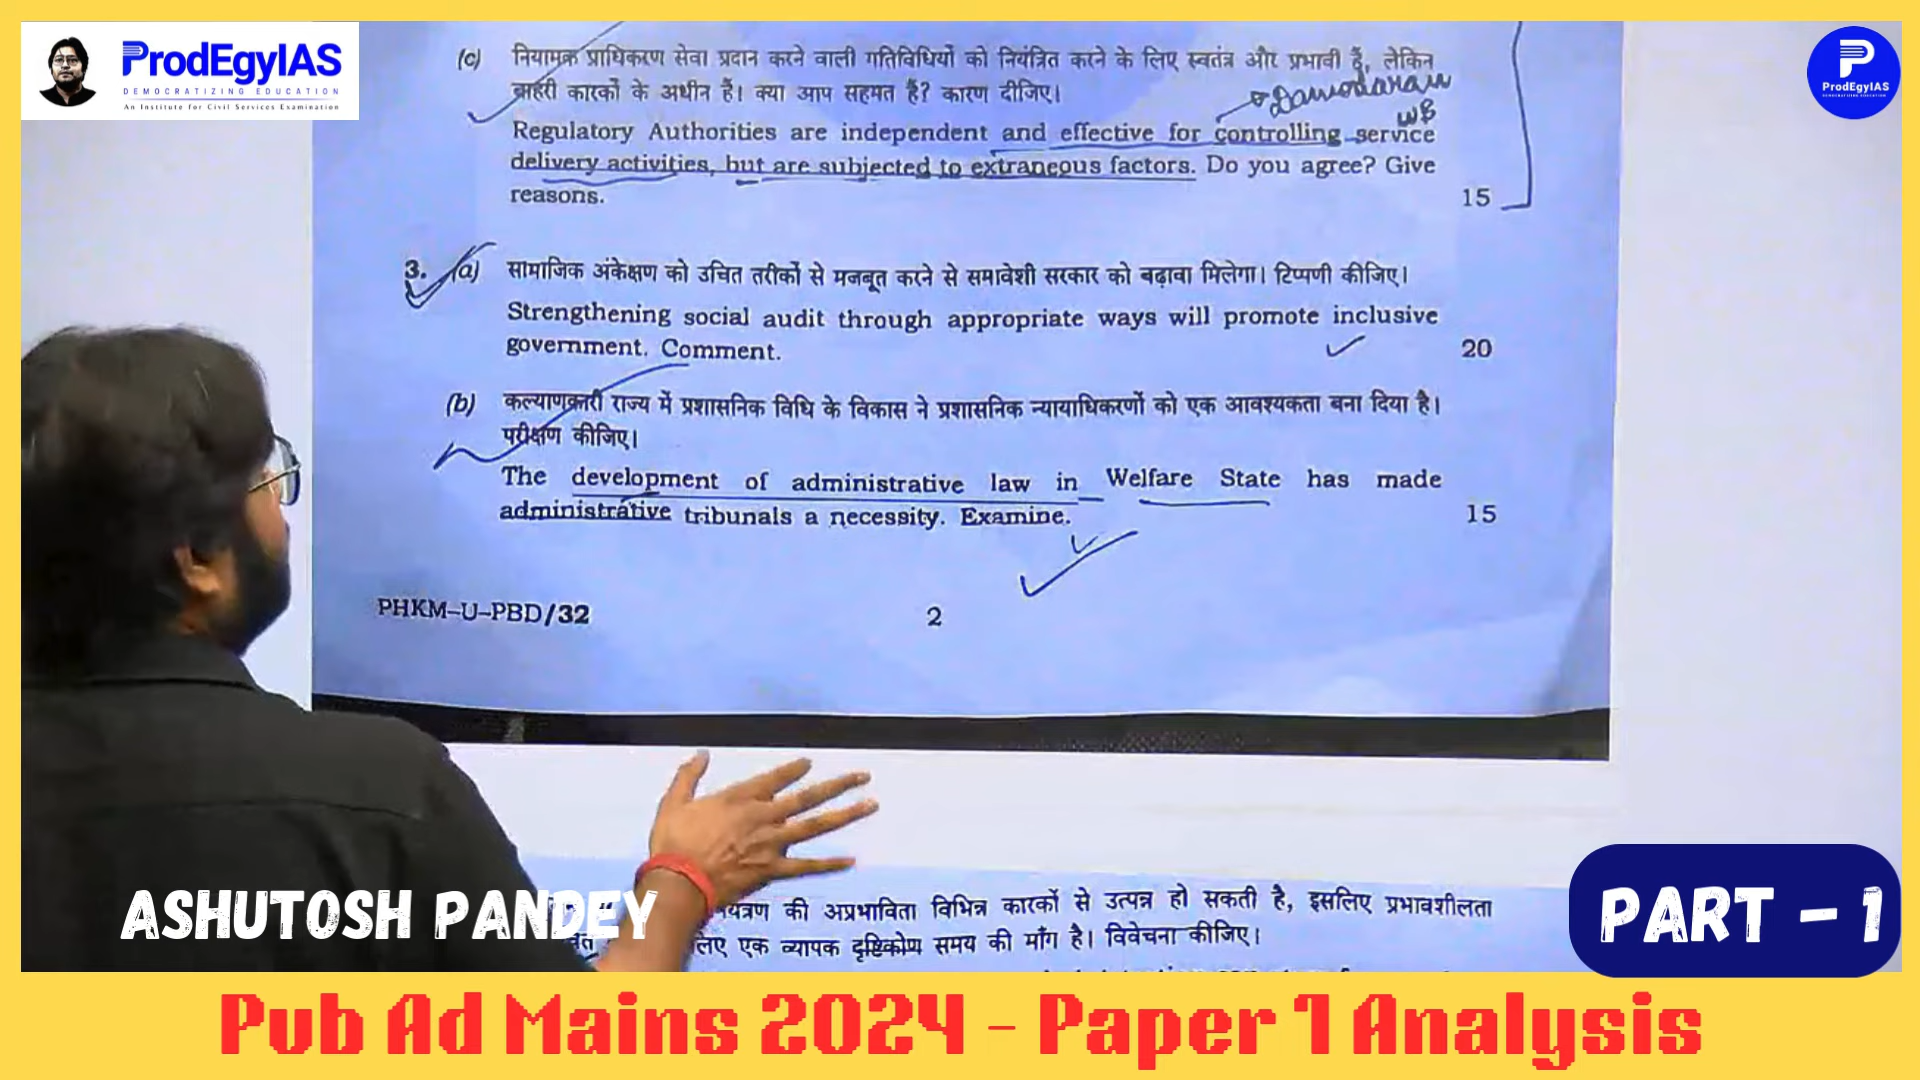 ProdEgyIAS
DEMOCRATIZING EDUCATION
An Institute for Civil Services Examination
P
ProdEgyIAS
(c) नियामक प्राधिकरण सेवा प्रदान करने वाली गतिविधियों को नियंत्रित करने के लिए स्वतंत्र और प्रभावी हैं, लेकिन
बाहरी कारकों के अधीन हैं। क्या आप सहमत हैं? कारण दीजिए।
Damodaran
WB
Regulatory Authorities are independent and effective for controlling service
delivery activities, but are subjected to extraneous factors. Do you agree? Give
reasons. 15
3. (a) सामाजिक अंकेक्षण को उचित तरीकों से मजबूत करने से समावेशी सरकार को बढ़ावा मिलेगा। टिप्पणी कीजिए।
Strengthening social audit through appropriate ways will promote inclusive
government. Comment. 20
(b) कल्याणकारी राज्य में प्रशासनिक विधि के विकास ने प्रशासनिक न्यायाधिकरणों को एक आवश्यकता बना दिया है।
परीक्षण कीजिए।
The development of administrative law in Welfare State has made
administrative tribunals a necessity. Examine. 15
PHKM-U-PBD/32 2
की अप्रभाविता विभिन्न कारकों से उत्पन्न हो सकती है, इसलिए प्रभावशीलता
लिए एक व्यापक दृष्टिकोण समय की माँग है। विवेचना कीजिए।
ASHUTOSH PANDEY
PART - 1
Pub Ad Mains 2024 - Paper 1 Analysis